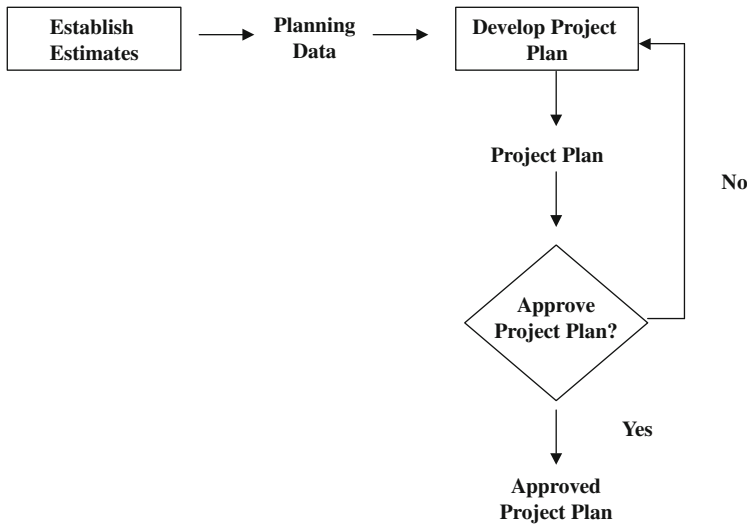 Establish
Estimates
Planning
Data
Develop Project
Plan
Project Plan
No
Approve
Project Plan?
Yes
Approved
Project Plan